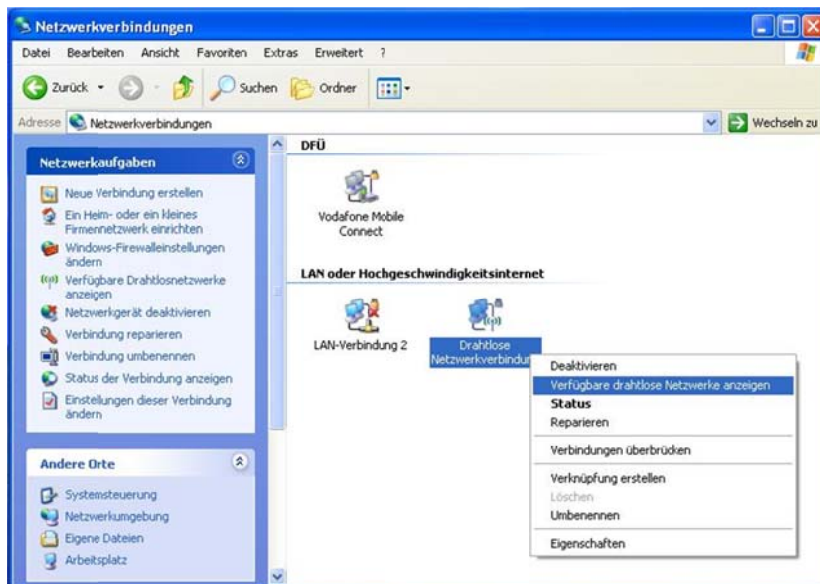 Netzwerkverbindungen
Datei Bearbeiten Ansicht Favoriten Extras Erweitert ?
Zurück Suchen Ordner
Adresse Netzwerkverbindungen Wechseln zu
Netzwerkaufgaben
Neue Verbindung erstellen
Ein Heim- oder ein kleines
Firmennetzwerk einrichten
Windows-Firewalleinstellungen
ändern
Verfügbare Drahtlosnetzwerke
anzeigen
Netzwerkgerät deaktivieren
Verbindung reparieren
Verbindung umbenennen
Status der Verbindung anzeigen
Einstellungen dieser Verbindung
ändern
Andere Orte
Systemsteuerung
Netzwerkumgebung
Eigene Dateien
Arbeitsplatz
DFÜ
Vodafone Mobile
Connect
LAN oder Hochgeschwindigkeitsinternet
LAN-Verbindung 2
Drahtlose
Netzwerkverbindu
Deaktivieren
Verfügbare drahtlose Netzwerke anzeigen
Status
Reparieren
Verbindungen überbrücken
Verknüpfung erstellen
Löschen
Umbenennen
Eigenschaften